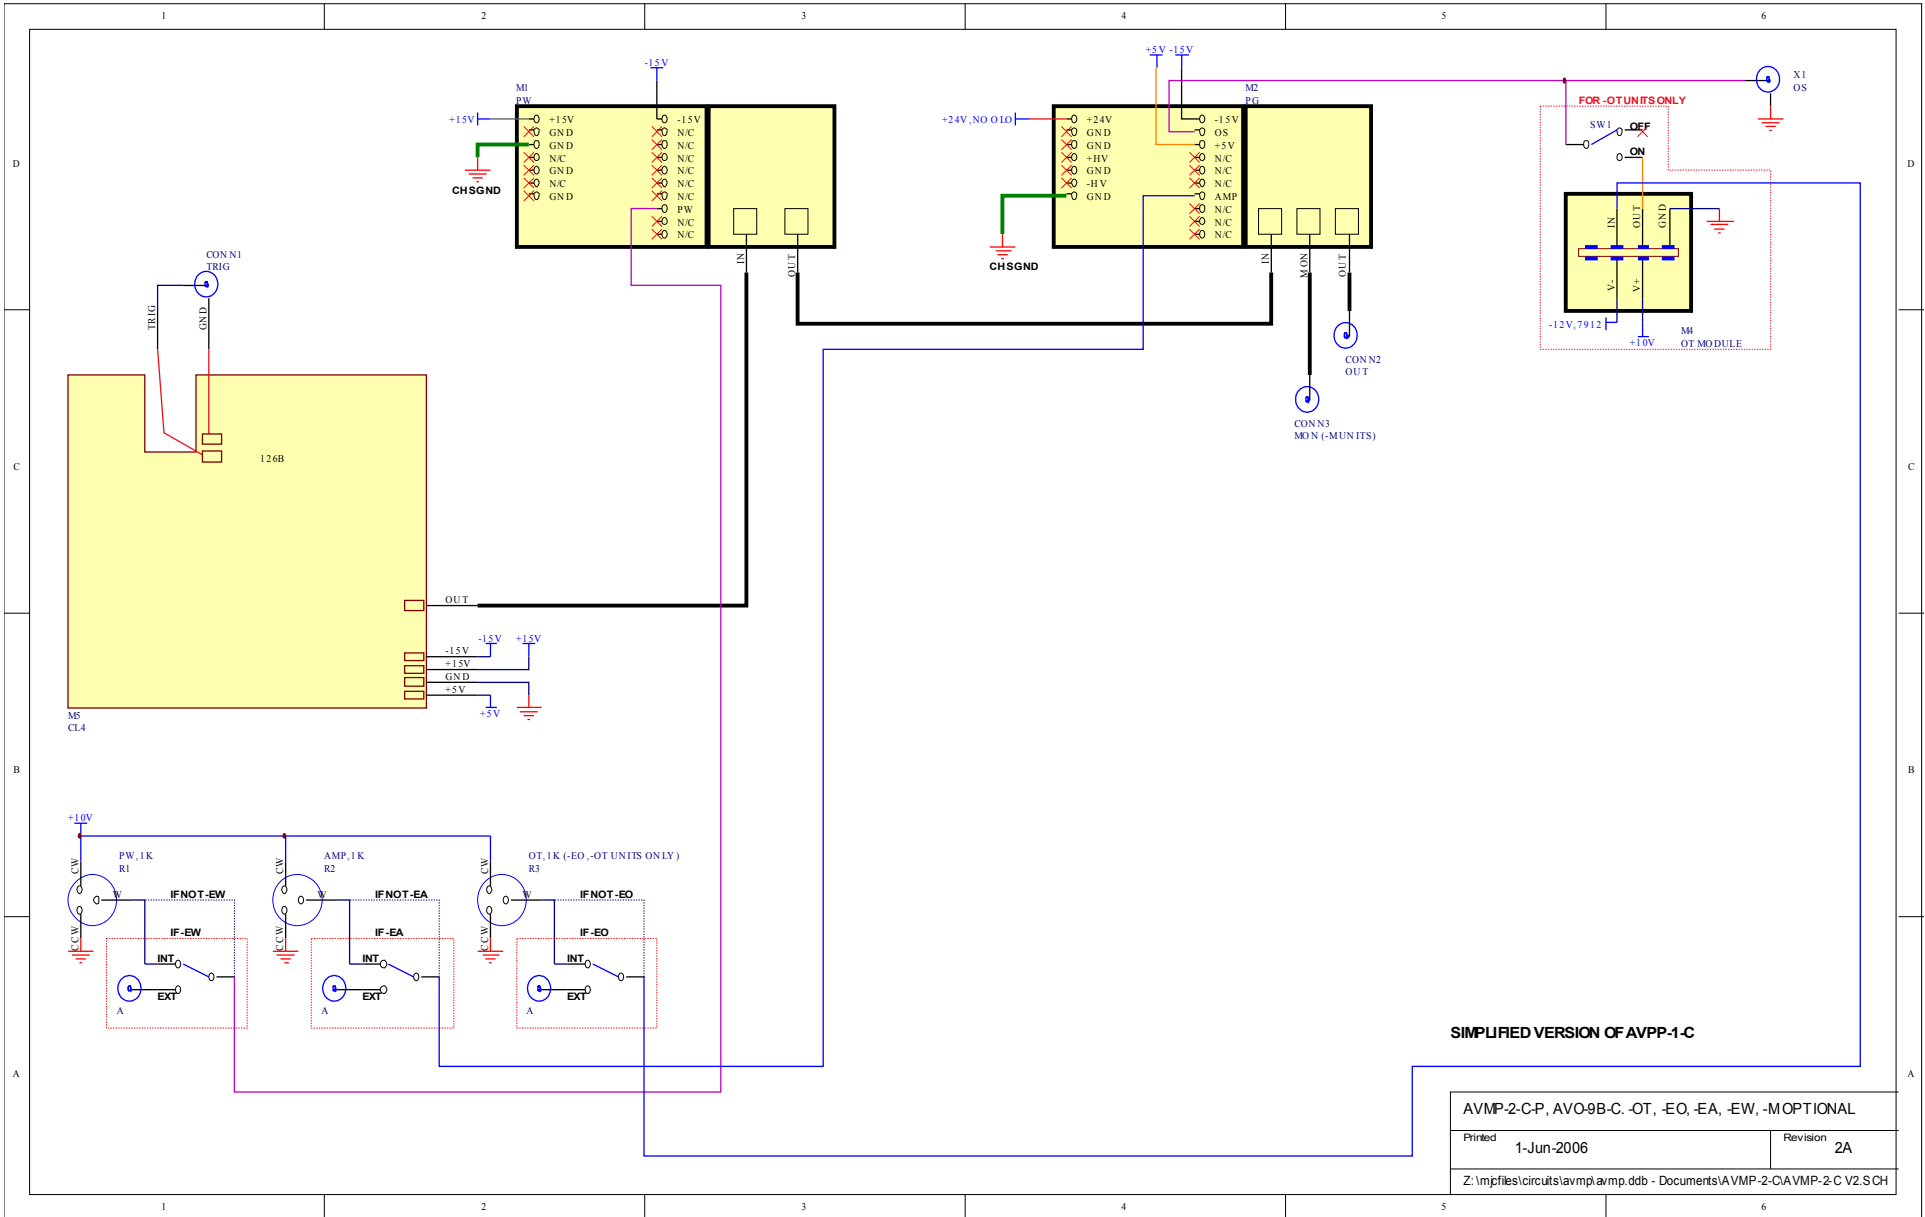 1 2 3 4 5 6
D
C
B
A
D
C
B
A
M1
PW
-15V
+15V
+15V
GND
GND
N/C
GND
N/C
GND
-15V
N/C
N/C
N/C
N/C
N/C
N/C
PW
N/C
N/C
CHSGND
IN
OUT
+5V -15V
M2
PG
+24V,NO OLO
+24V
GND
GND
+HV
GND
-HV
GND
-15V
OS
+5V
N/C
N/C
N/C
AMP
N/C
N/C
N/C
CHSGND
IN
MON
OUT
CONN2
OUT
CONN3
MON (-M UNITS)
X1
OS
FOR -OT UNITS ONLY
SW1
OFF
ON
IN
OUT
GND
V-
V+
-12V,7912
+10V
M4
OT MODULE
CONN1
TRIG
TRIG
GND
126B
OUT
-15V
+15V
GND
+5V
-15V
+15V
+5V
M5
CL4
+10V
PW, 1K
R1
CW
W
CCW
IF NOT -EW
IF -EW
INT
EXT
A
AMP, 1K
R2
CW
W
CCW
IF NOT -EA
IF -EA
INT
EXT
A
OT, 1K (-EO, -OT UNITS ONLY)
R3
CW
W
CCW
IF NOT -EO
IF -EO
INT
EXT
A
SIMPLIFIED VERSION OF AVPP-1-C
AVMP-2-C-P, AVO-9B-C. -OT, -EO, -EA, -EW, -M OPTIONAL
Printed 1-Jun-2006
Revision 2A
Z:\mjcfiles\circuits\avmp\avmp.ddb - Documents\AVMP-2-C\AVMP-2-C V2.SCH
1 2 3 4 5 6